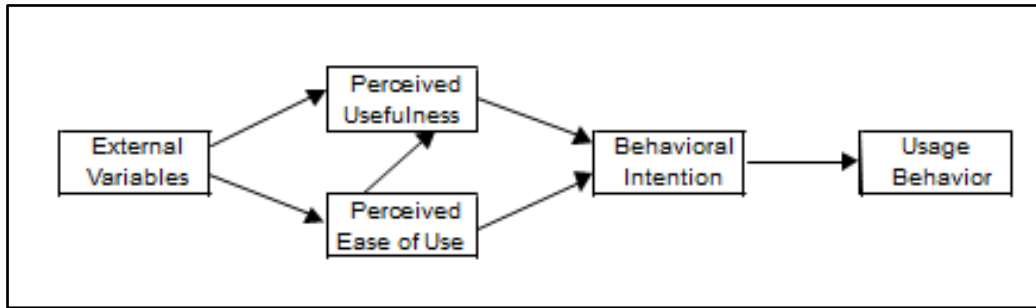 Perceived
Usefulness
External
Variables
Behavioral
Intention
Usage
Behavior
Perceived
Ease of Use